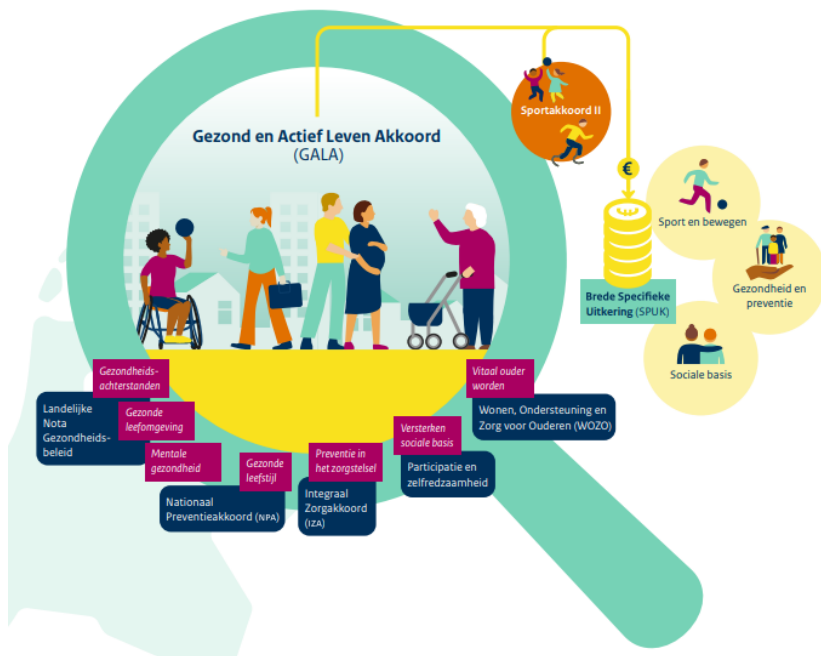 Gezond en Actief Leven Akkoord
(GALA)
Sportakkoord II
€
Sport en bewegen
Gezondheid en
preventie
Sociale basis
Brede Specifieke
Uitkering (SPUK)
Gezondheids-
achterstanden
Landelijke
Nota
Gezondheids-
beleid
Gezonde
leefomgeving
Mentale
gezondheid
Gezonde
leefstijl
Nationaal
Preventieakkoord (NPA)
Preventie in
het zorgstelsel
Integraal
Zorgakkoord
(IZA)
Versterken
sociale basis
Participatie en
zelfredzaamheid
Vitaal ouder
worden
Wonen, Ondersteuning en
Zorg voor Ouderen (WOZO)